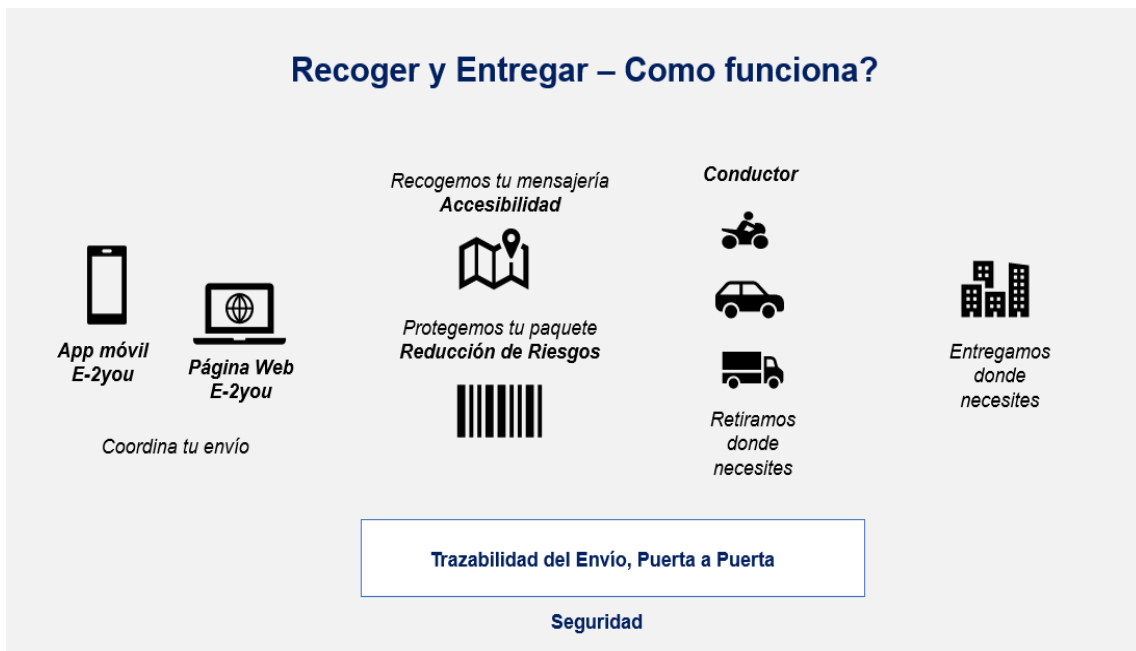 Recoger y Entregar – Como funciona?
App móvil
E-2you
Página Web
E-2you
Coordina tu envío
Recogemos tu mensajería
Accesibilidad
Protegemos tu paquete
Reducción de Riesgos
Conductor
Retiramos
donde
necesites
Entregamos
donde
necesites
Trazabilidad del Envío, Puerta a Puerta
Seguridad